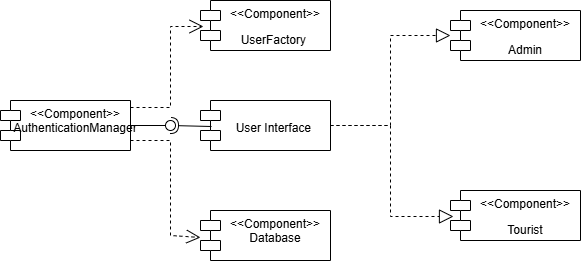 <<Component>>
UserFactory
<<Component>>
Admin
<<Component>>
AuthenticationManager
User Interface
<<Component>>
Tourist
<<Component>>
Database